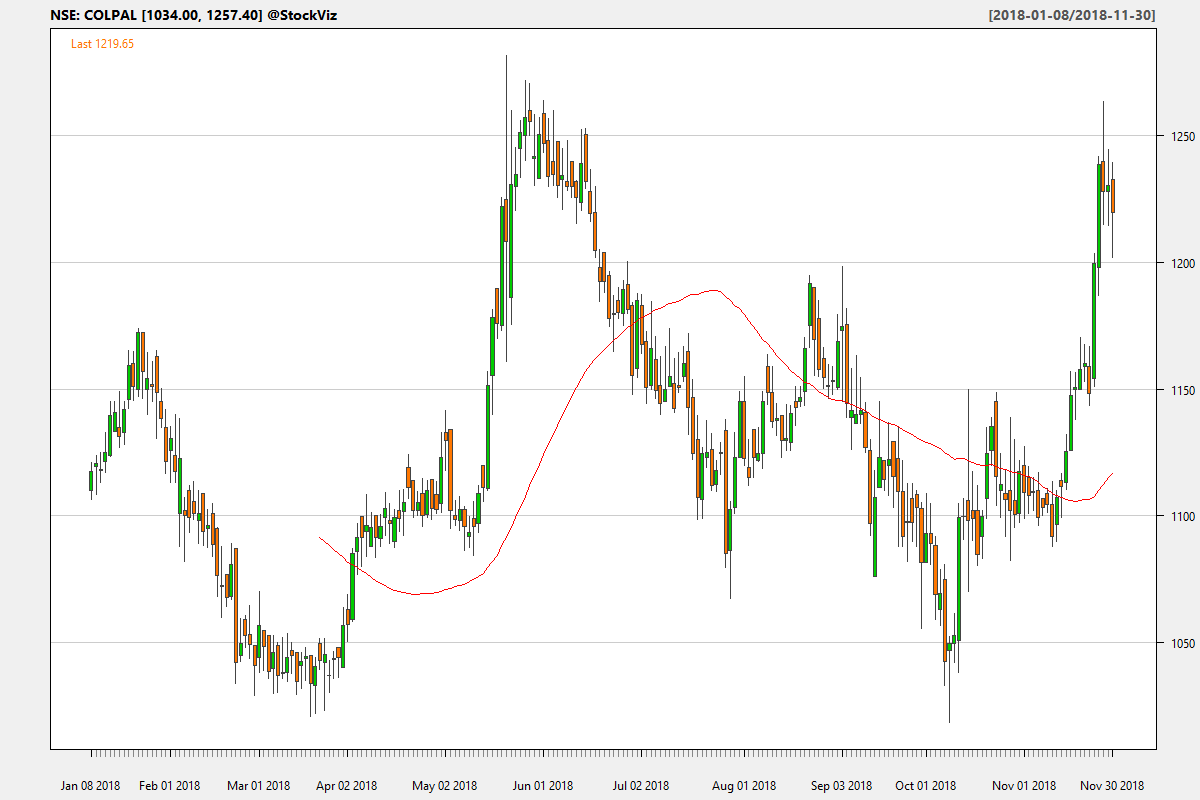 NSE: COLPAL [1034.00, 1257.40] @StockViz [2018-01-08/2018-11-30]
Last 1219.65
1250
1200
1150
1100
1050
Jan 08 2018 Feb 01 2018 Mar 01 2018 Apr 02 2018 May 02 2018 Jun 01 2018 Jul 02 2018 Aug 01 2018 Sep 03 2018 Oct 01 2018 Nov 01 2018 Nov 30 2018